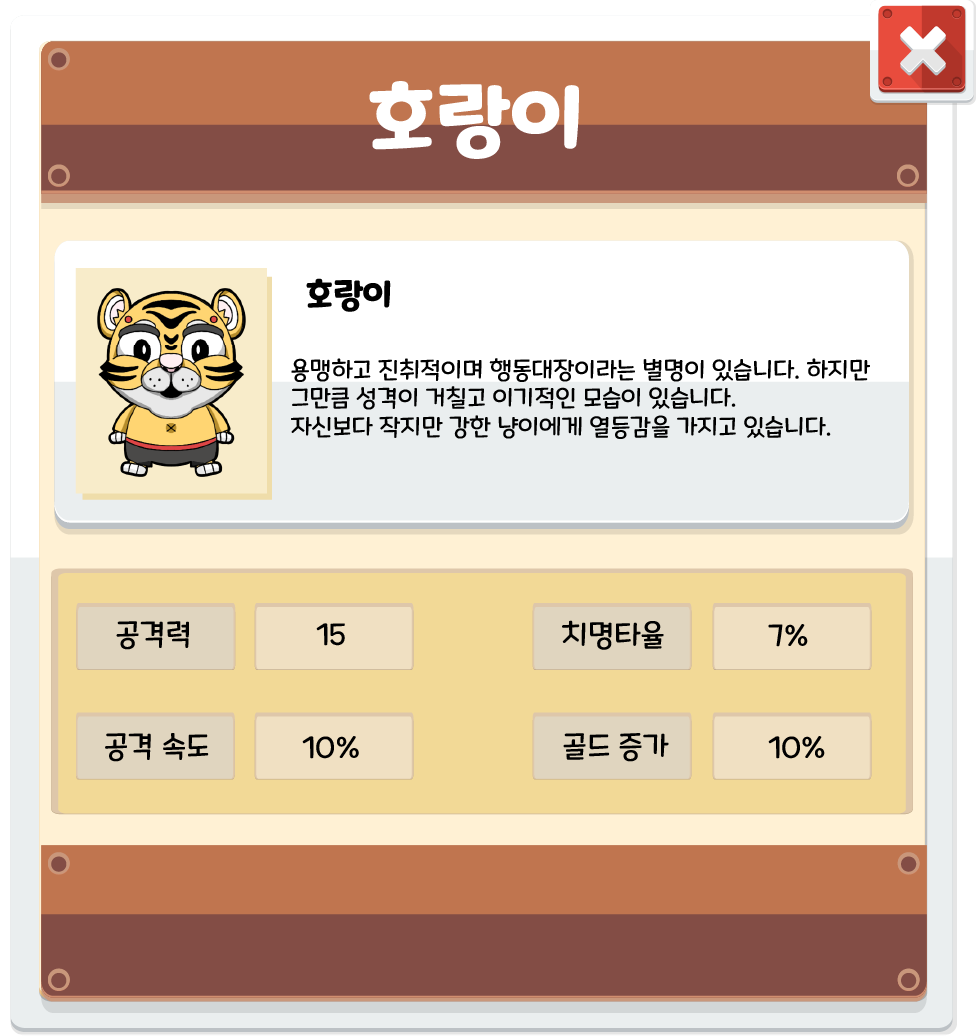 호랑이
호랑이
용맹하고 진취적이며 행동대장이라는 별명이 있습니다. 하지만
그만큼 성격이 거칠고 이기적인 모습이 있습니다.
자신보다 작지만 강한 냥이에게 열등감을 가지고 있습니다.
공격력 15 치명타율 7%
공격 속도 10% 골드 증가 10%